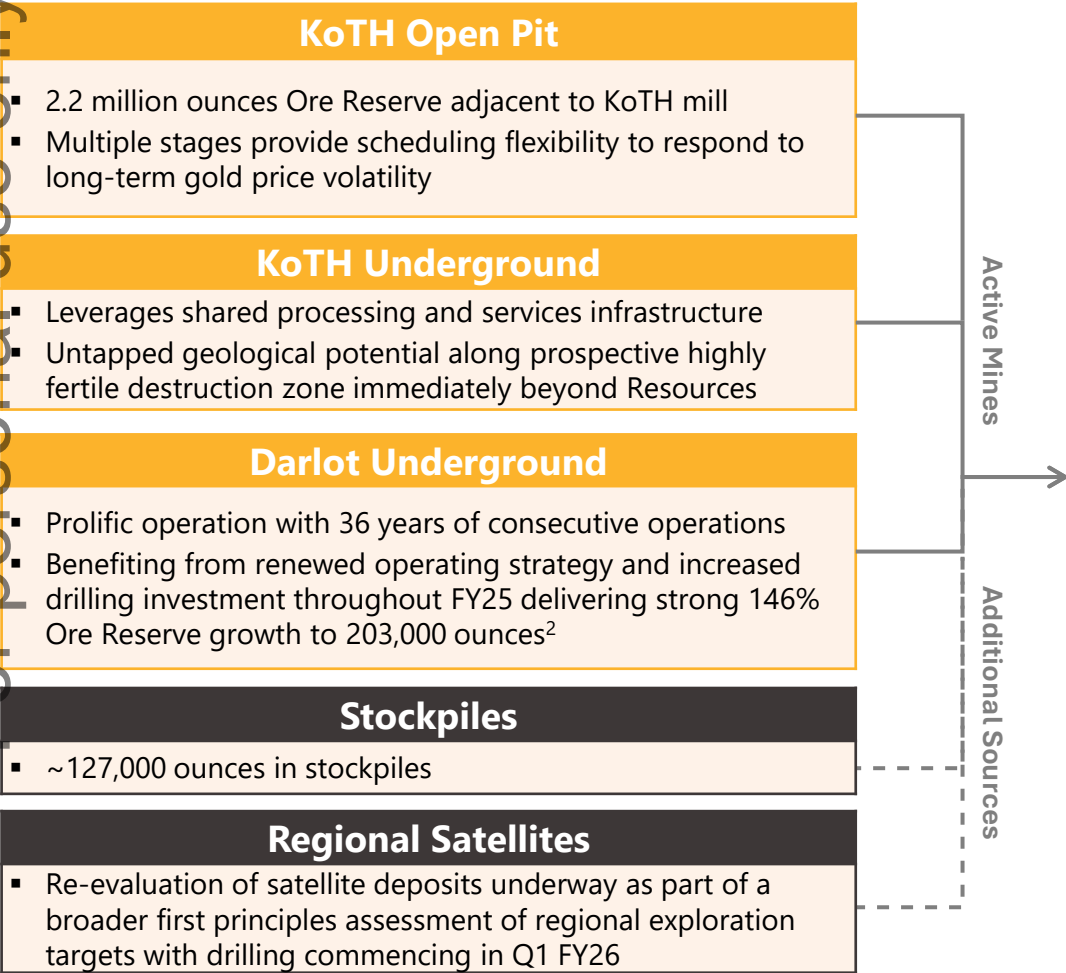 KoTH Open Pit
▪ 2.2 million ounces Ore Reserve adjacent to KoTH mill
▪ Multiple stages provide scheduling flexibility to respond to
long-term gold price volatility
KoTH Underground
▪ Leverages shared processing and services infrastructure
▪ Untapped geological potential along prospective highly
fertile destruction zone immediately beyond Resources
Darlot Underground
▪ Prolific operation with 36 years of consecutive operations
▪ Benefiting from renewed operating strategy and increased
drilling investment throughout FY25 delivering strong 146%
Ore Reserve growth to 203,000 ounces²
Stockpiles
▪ ~127,000 ounces in stockpiles
Regional Satellites
▪ Re-evaluation of satellite deposits underway as part of a
broader first principles assessment of regional exploration
targets with drilling commencing in Q1 FY26
Active Mines
Additional Sources